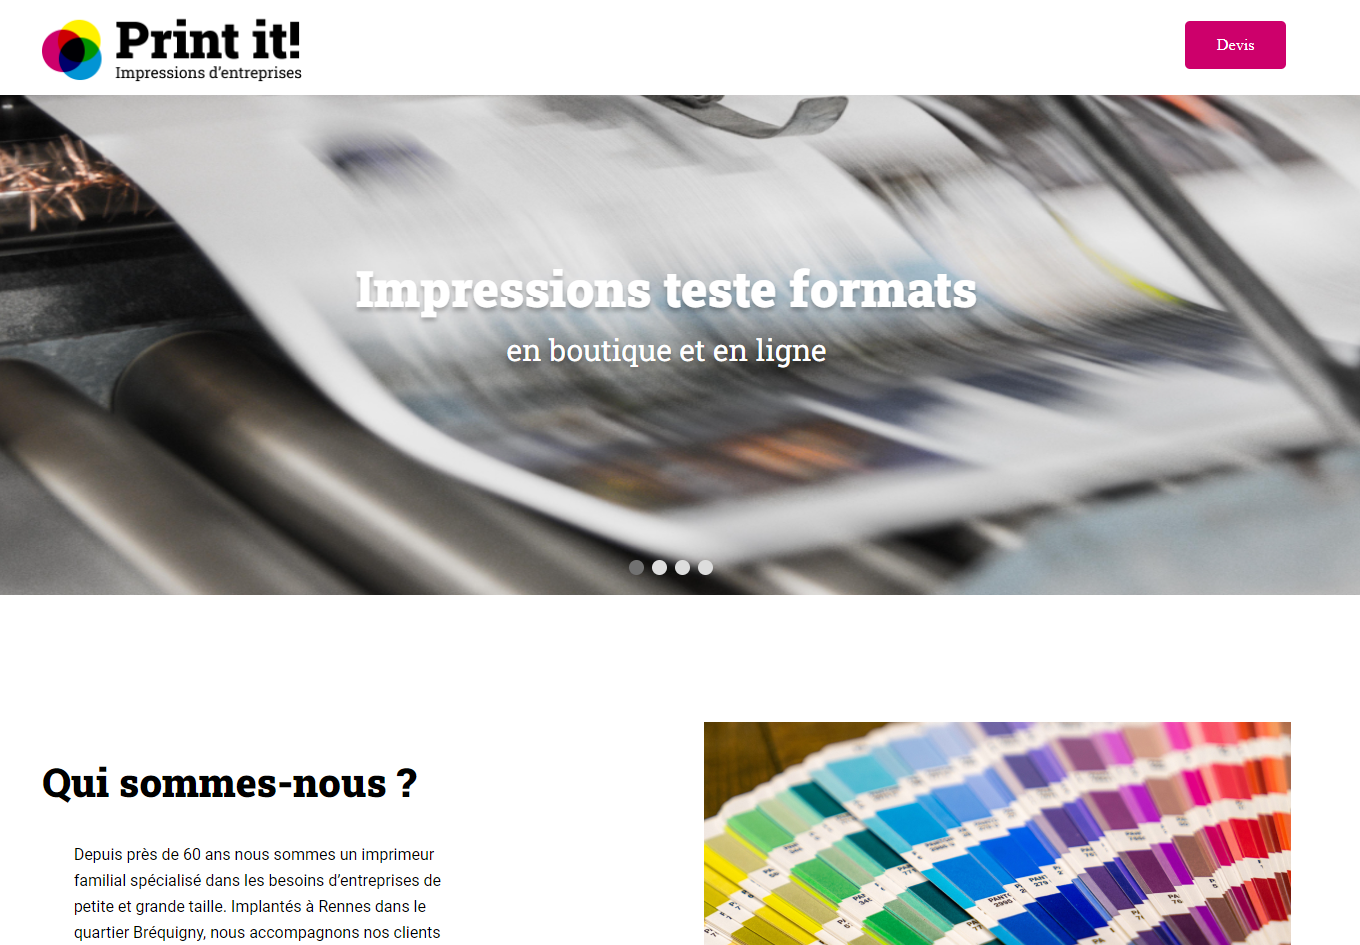 Print it!
Impressions d’entreprises
Devis
Impressions teste formats
en boutique et en ligne
Qui sommes-nous ?
Depuis près de 60 ans nous sommes un imprimeur
familial spécialisé dans les besoins d’entreprises de
petite et grande taille. Implantés à Rennes dans le
quartier Bréquigny, nous accompagnons nos clients